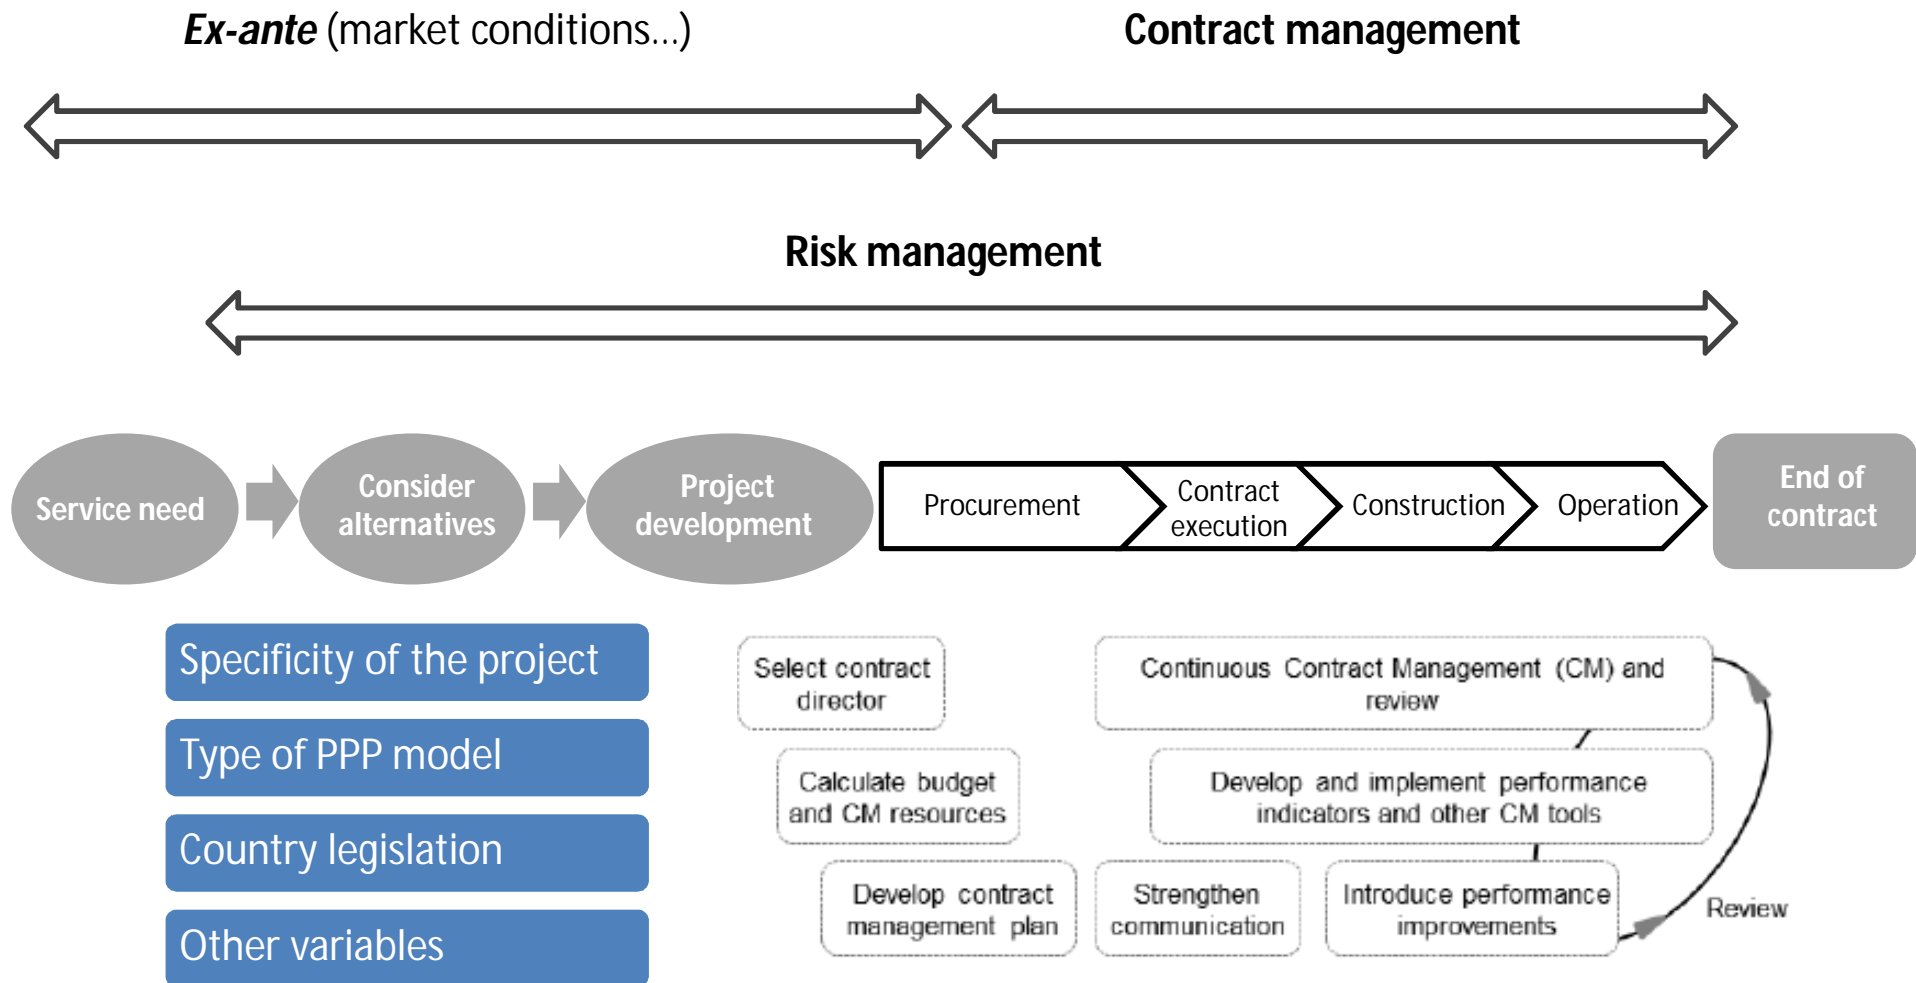 Ex-ante (market conditions...)
Contract management
Risk management
Service need
Consider
alternatives
Project
development
Procurement
Contract
execution
Construction
Operation
End of
contract
Specificity of the project
Type of PPP model
Country legislation
Other variables
Select contract
director
Calculate budget
and CM resources
Develop contract
management plan
Strengthen
communication
Continuous Contract Management (CM) and
review
Develop and implement performance
indicators and other CM tools
Introduce performance
improvements
Review